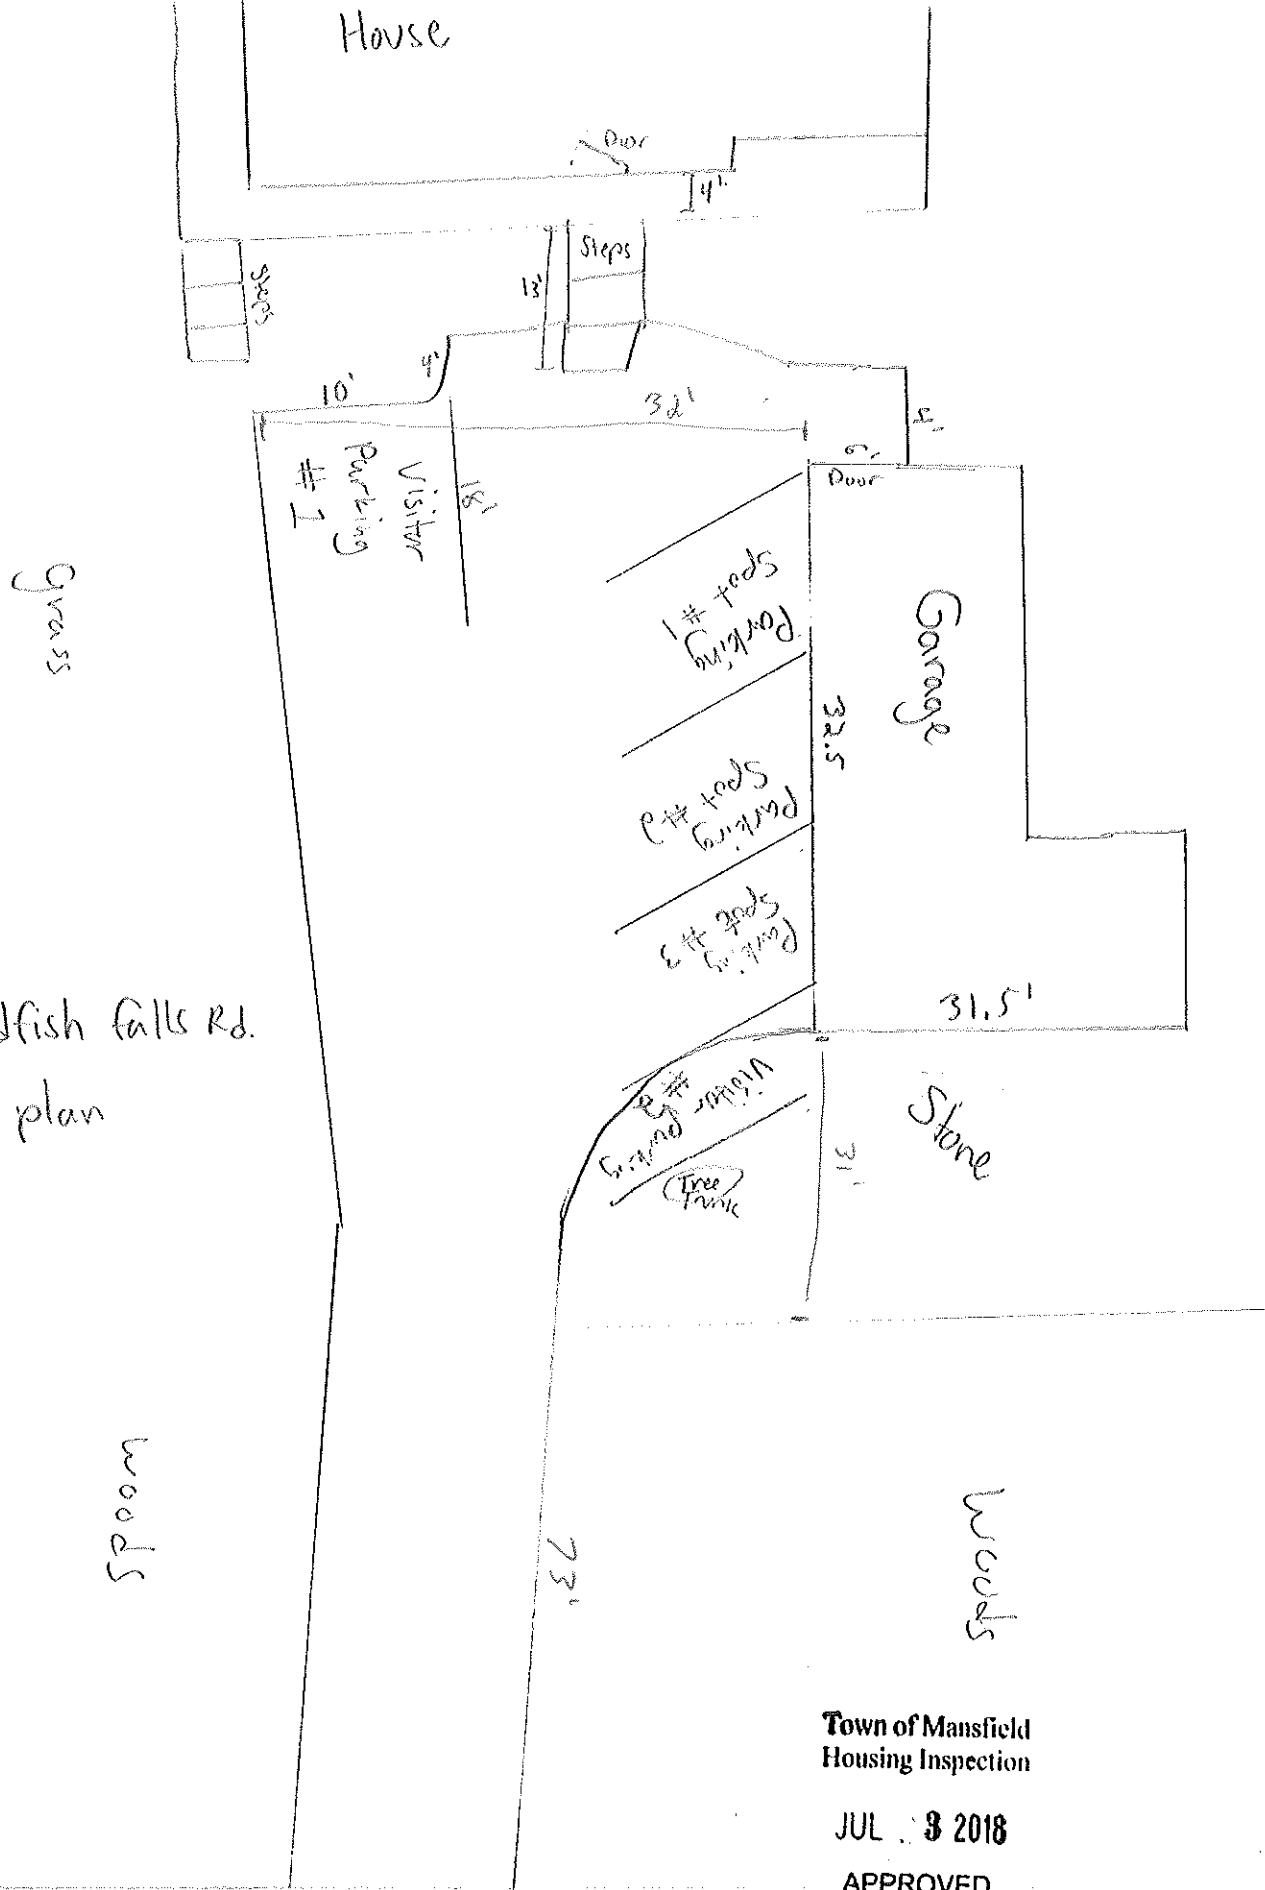 House
Door
4'
Steps
Steps
13'
4'
10'
32'
6'
Door
18'
Visitor
Parking
# 1
Parking
Spot #1
Garage
Grass
32.5
Parking
Spot #2
Parking
Spot #3
31.5'
dfish falls Rd.
plan
Visitor Parking
#2
Stone
Tree
Trunk
31'
Woods
Woods
73'
Town of Mansfield
Housing Inspection
JUL 3 2018
APPROVED